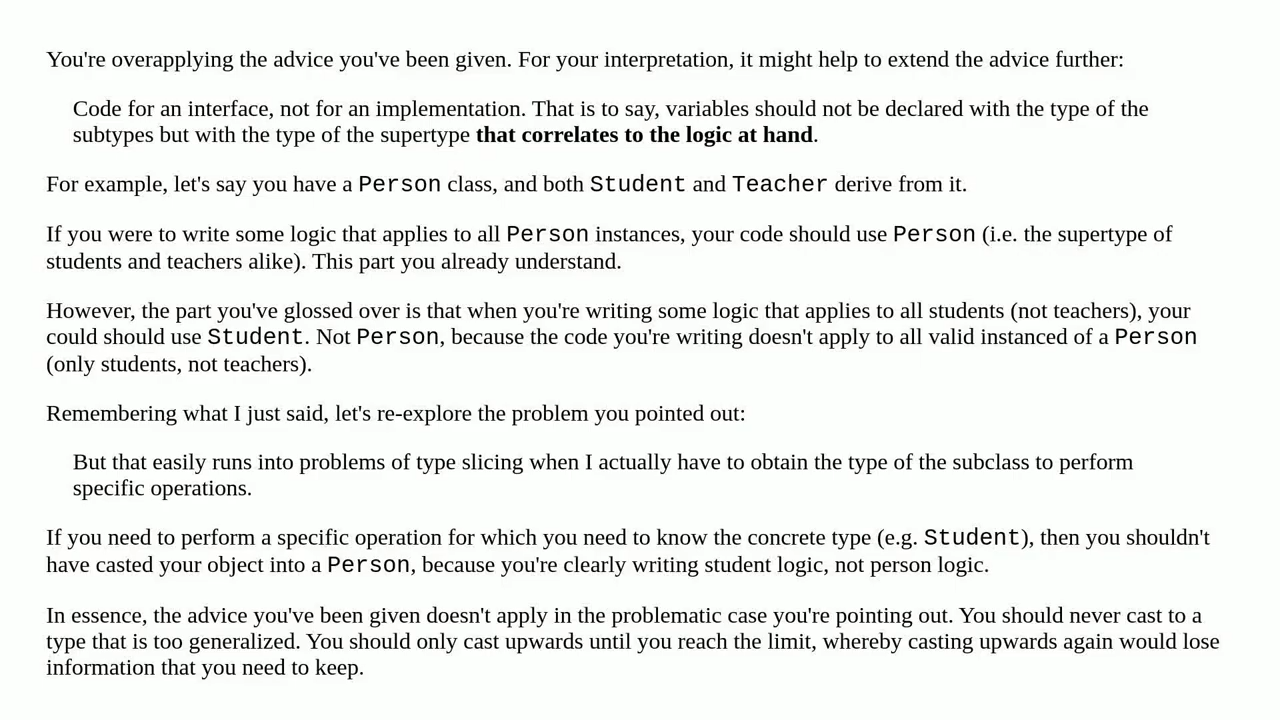 You're overapplying the advice you've been given. For your interpretation, it might help to extend the advice further:
Code for an interface, not for an implementation. That is to say, variables should not be declared with the type of the
subtypes but with the type of the supertype that correlates to the logic at hand.
For example, let's say you have a Person class, and both Student and Teacher derive from it.
If you were to write some logic that applies to all Person instances, your code should use Person (i.e. the supertype of
students and teachers alike). This part you already understand.
However, the part you've glossed over is that when you're writing some logic that applies to all students (not teachers), your
could should use Student. Not Person, because the code you're writing doesn't apply to all valid instanced of a Person
(only students, not teachers).
Remembering what I just said, let's re-explore the problem you pointed out:
But that easily runs into problems of type slicing when I actually have to obtain the type of the subclass to perform
specific operations.
If you need to perform a specific operation for which you need to know the concrete type (e.g. Student), then you shouldn't
have casted your object into a Person, because you're clearly writing student logic, not person logic.
In essence, the advice you've been given doesn't apply in the problematic case you're pointing out. You should never cast to a
type that is too generalized. You should only cast upwards until you reach the limit, whereby casting upwards again would lose
information that you need to keep.